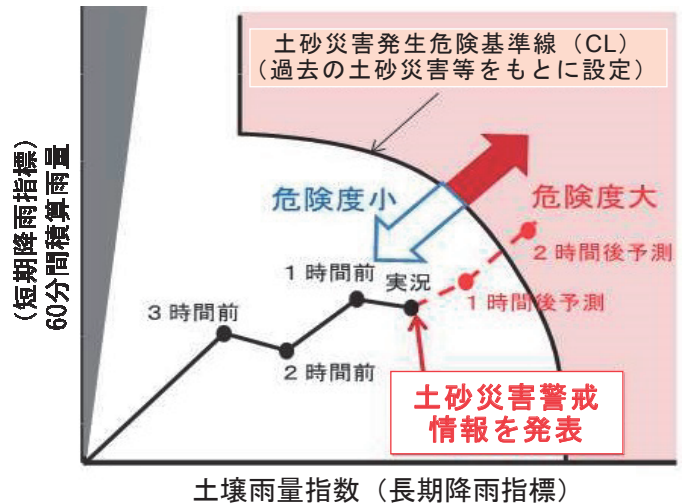 土砂災害発生危険基準線（CL）
（過去の土砂災害等をもとに設定）
（短期降雨指標）
60分間積算雨量
危険度小
危険度大
2時間後予測
1時間前
実況
1時間後予測
3時間前
2時間前
土砂災害警戒
情報を発表
土壌雨量指数（長期降雨指標）